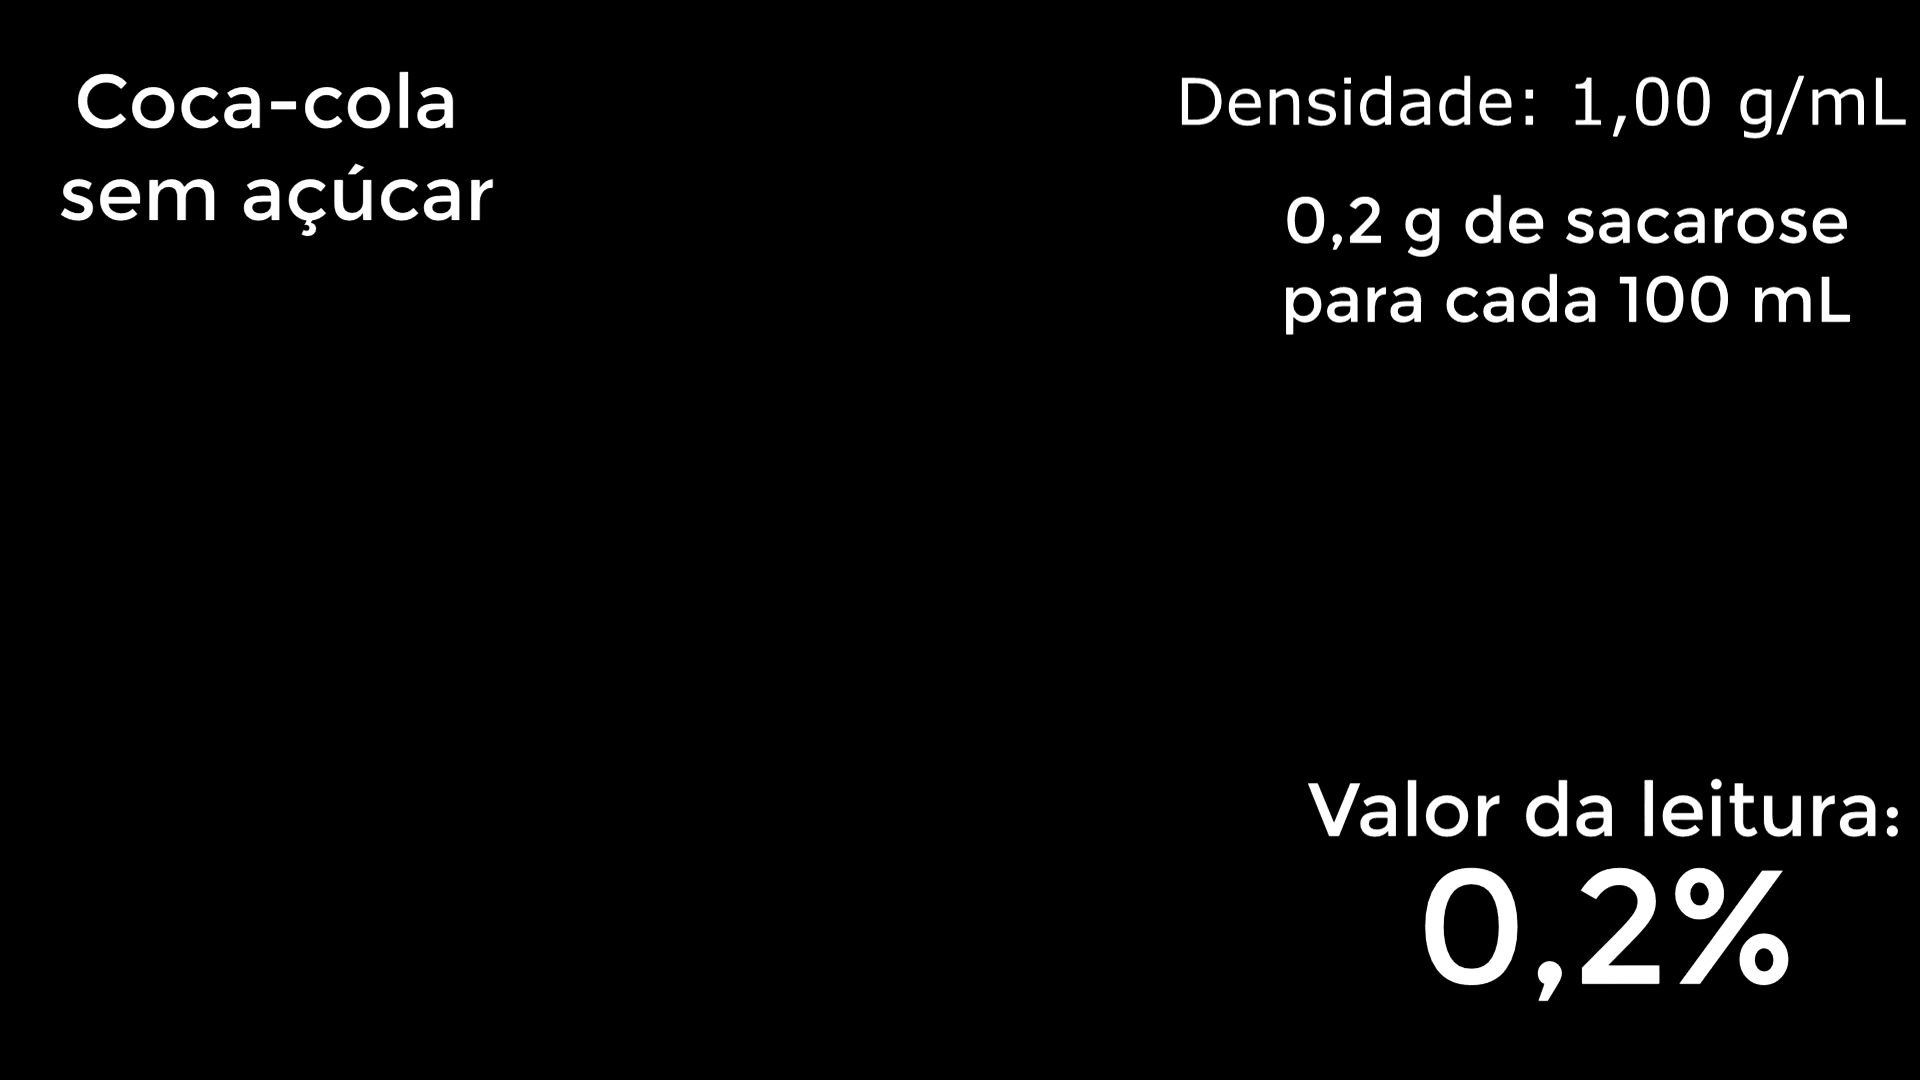 Coca-cola
sem açúcar
Densidade: 1,00 g/mL
0,2 g de sacarose
para cada 100 mL
Valor da leitura:
0,2%